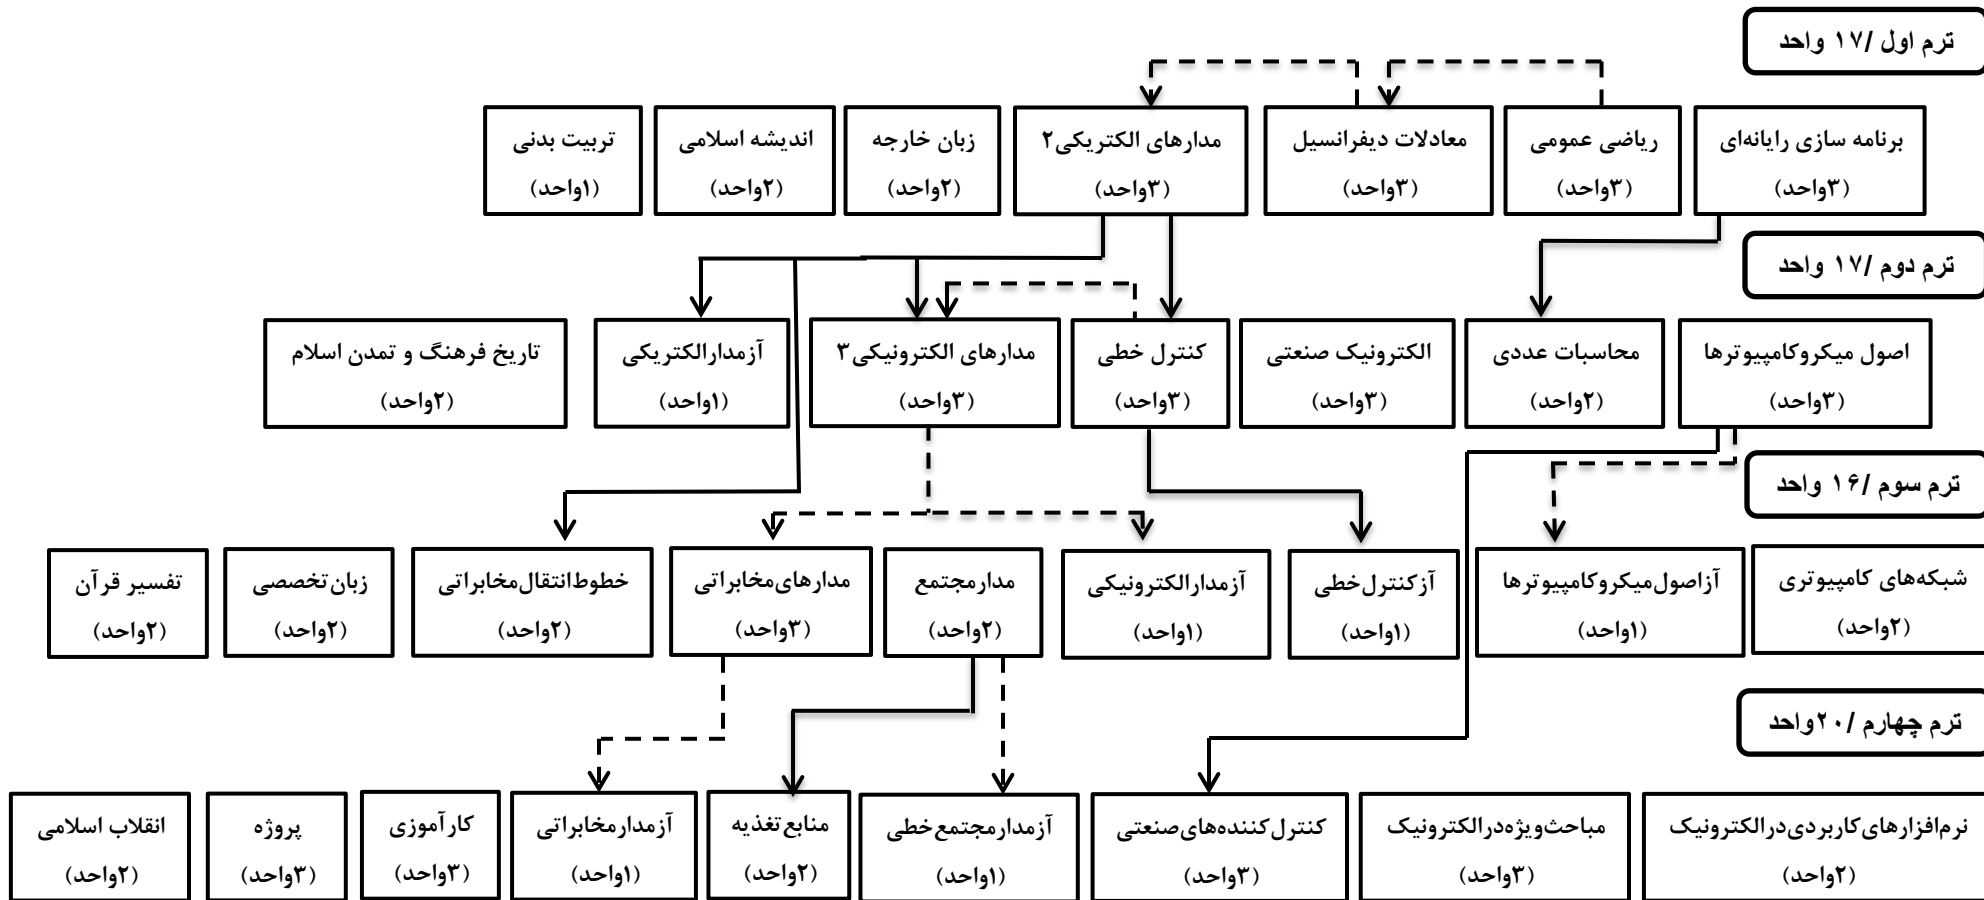 ترم اول /۱۷ واحد
برنامه سازی رایانه‌ای
(۳واحد)
ریاضی عمومی
(۳واحد)
معادلات دیفرانسیل
(۳واحد)
مدارهای الکتریکی۲
(۳واحد)
زبان خارجه
(۲واحد)
اندیشه اسلامی
(۲واحد)
تربیت بدنی
(۱واحد)
ترم دوم /۱۷ واحد
اصول میکروکامپیوترها
(۳واحد)
محاسبات عددی
(۲واحد)
الکترونیک صنعتی
(۳واحد)
کنترل خطی
(۳واحد)
مدارهای الکترونیکی۳
(۳واحد)
آزمدارالکتریکی
(۱واحد)
تاریخ فرهنگ و تمدن اسلام
(۲واحد)
ترم سوم /۱۶ واحد
شبکه‌های کامپیوتری
(۲واحد)
آزاصول‌میکروکامپیوترها
(۱واحد)
آزکنترل‌خطی
(۱واحد)
آزمدارالکترونیکی
(۱واحد)
مدارمجتمع
(۲واحد)
مدارهای‌مخابراتی
(۳واحد)
خطوط‌انتقال‌مخابراتی
(۲واحد)
زبان‌تخصصی
(۲واحد)
تفسیر قرآن
(۲واحد)
ترم چهارم /۲۰واحد
نرم‌افزارهای‌کاربردی‌درالکترونیک
(۲واحد)
مباحث‌ویژه‌درالکترونیک
(۳واحد)
کنترل‌کننده‌های‌صنعتی
(۳واحد)
آزمدارمجتمع‌خطی
(۱واحد)
منابع‌تغذیه
(۲واحد)
آزمدارمخابراتی
(۱واحد)
کارآموزی
(۳واحد)
پروژه
(۳واحد)
انقلاب اسلامی
(۲واحد)